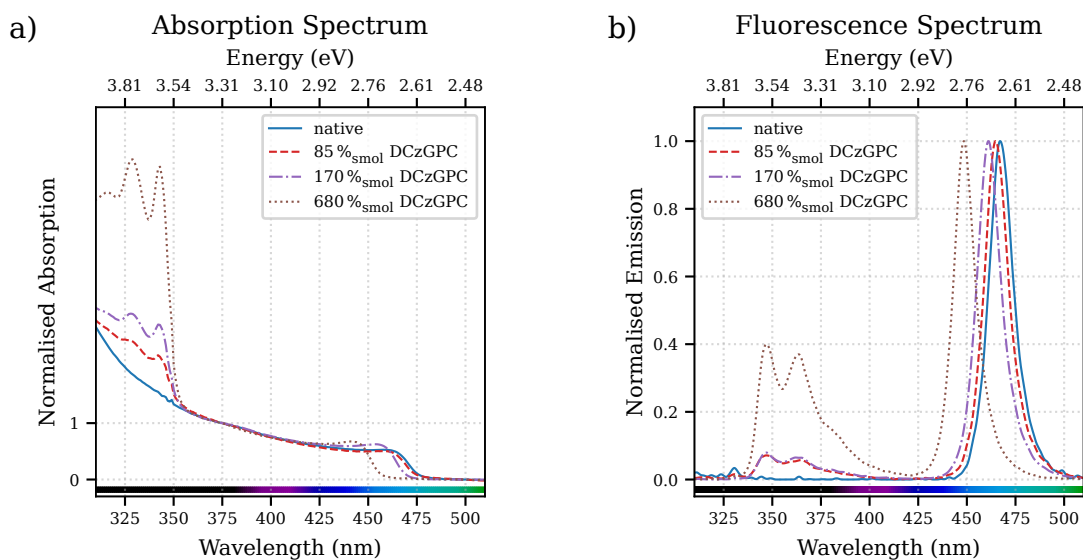 a)
Absorption Spectrum
Energy (eV)
3.81 3.54 3.31 3.10 2.92 2.76 2.61 2.48
Normalised Absorption
1
0
native
85 %smol DCzGPC
170 %smol DCzGPC
680 %smol DCzGPC
325 350 375 400 425 450 475 500
Wavelength (nm)
b)
Fluorescence Spectrum
Energy (eV)
3.81 3.54 3.31 3.10 2.92 2.76 2.61 2.48
Normalised Emission
1.0
0.8
0.6
0.4
0.2
0.0
native
85 %smol DCzGPC
170 %smol DCzGPC
680 %smol DCzGPC
325 350 375 400 425 450 475 500
Wavelength (nm)